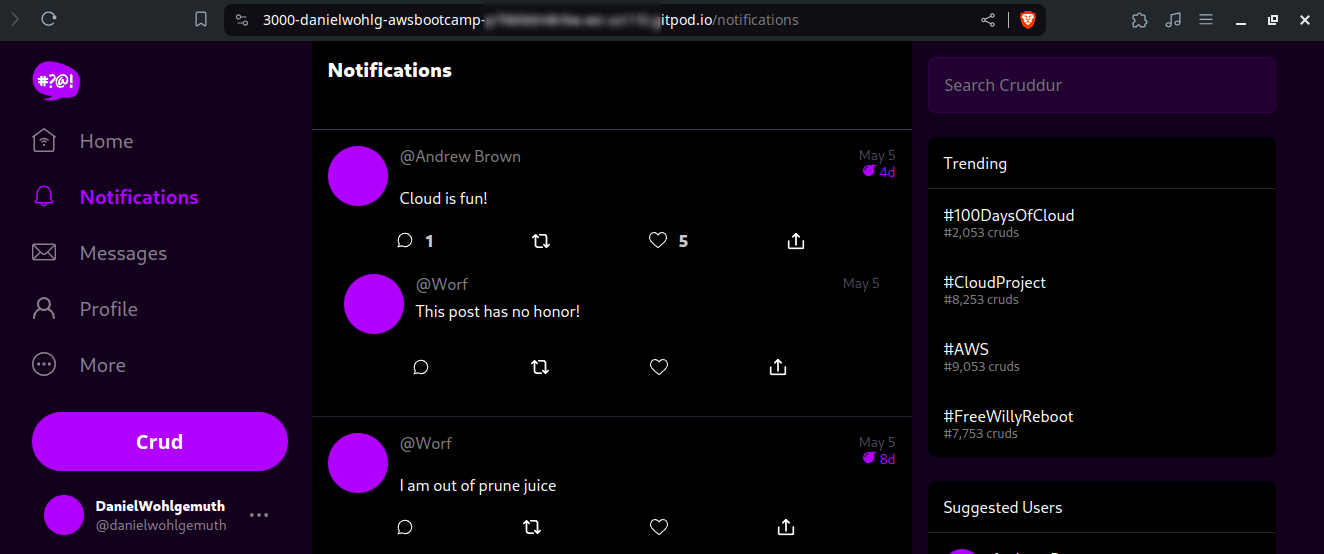 3000-danielwohlg-awsbootcamp-
itpod.io/notifications
#?@!
Home
Notifications
Messages
Profile
More
Crud
DanielWohlgemuth
@danielwohlgemuth
Notifications
@Andrew Brown
May 5
4d
Cloud is fun!
1
5
@Worf
May 5
This post has no honor!
@Worf
May 5
8d
I am out of prune juice
Search Cruddur
Trending
#100DaysOfCloud
#2,053 cruds
#CloudProject
#8,253 cruds
#AWS
#9,053 cruds
#FreeWillyReboot
#7,753 cruds
Suggested Users